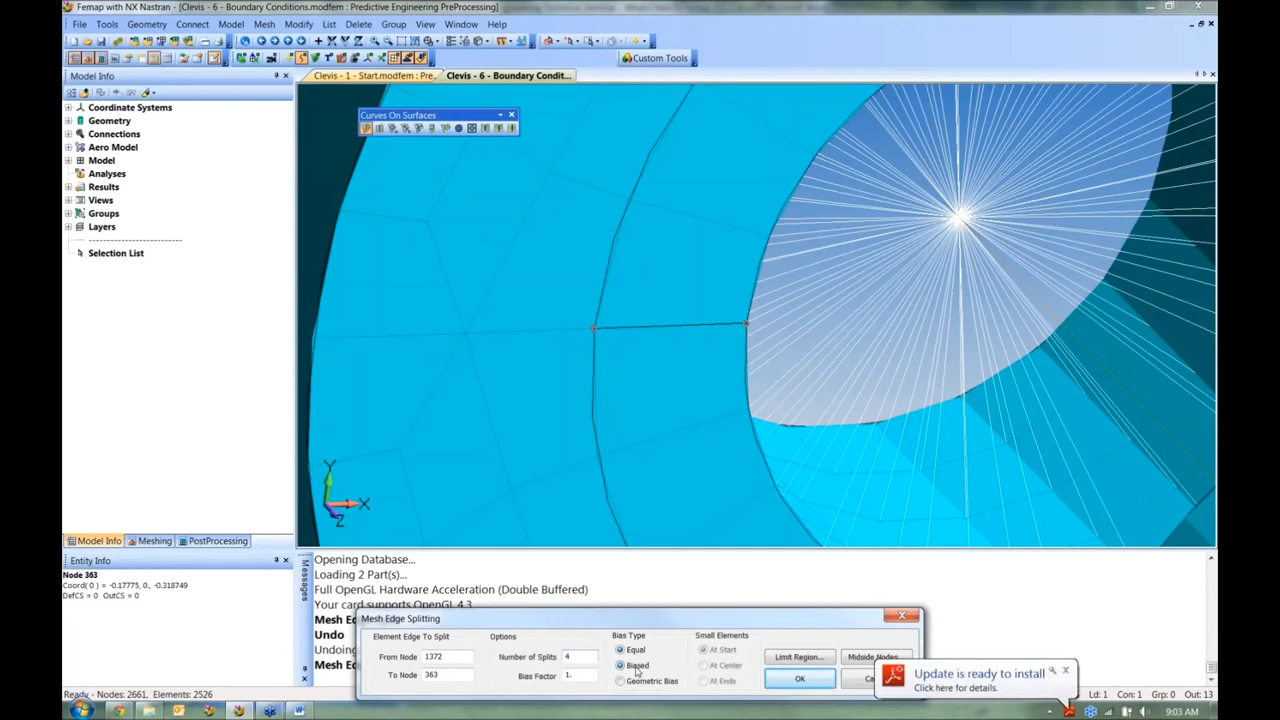 Femap with NX Nastran - [Clevis - 6 - Boundary Conditions.modfem : Predictive Engineering PreProcessing]
File Tools Geometry Connect Model Mesh Modify List Delete Group View Window Help
Custom Tools
Model Info
Clevis - 1 - Start.modfem : Pre...
Clevis - 6 - Boundary Condit...
Coordinate Systems
Geometry
Connections
Aero Model
Model
Analyses
Results
Views
Groups
Layers
Selection List
Curves On Surfaces
Y
X
Z
Model Info Meshing PostProcessing
Entity Info
Node 363
Coord( 0 ) = -0.17775, 0., -0.318749
DefCS = 0 OutCS = 0
Messages
Opening Database...
Loading 2 Part(s)...
Full OpenGL Hardware Acceleration (Double Buffered)
Your card supports OpenGL 4.3
Mesh E
Undo
Mesh E
Mesh Edge Splitting
Element Edge To Split
From Node 1372
To Node 363
Options
Number of Splits 4
Bias Factor 1.
Bias Type
Equal
Biased
Geometric Bias
Small Elements
At Start
At Center
At Ends
Limit Region...
Midside Nodes...
OK
Ca
Update is ready to install
Click here for details.
Ready - Nodes: 2661, Elements: 2526
Ld: 1 Con: 1 Grp: 0 Out: 13
9:03 AM